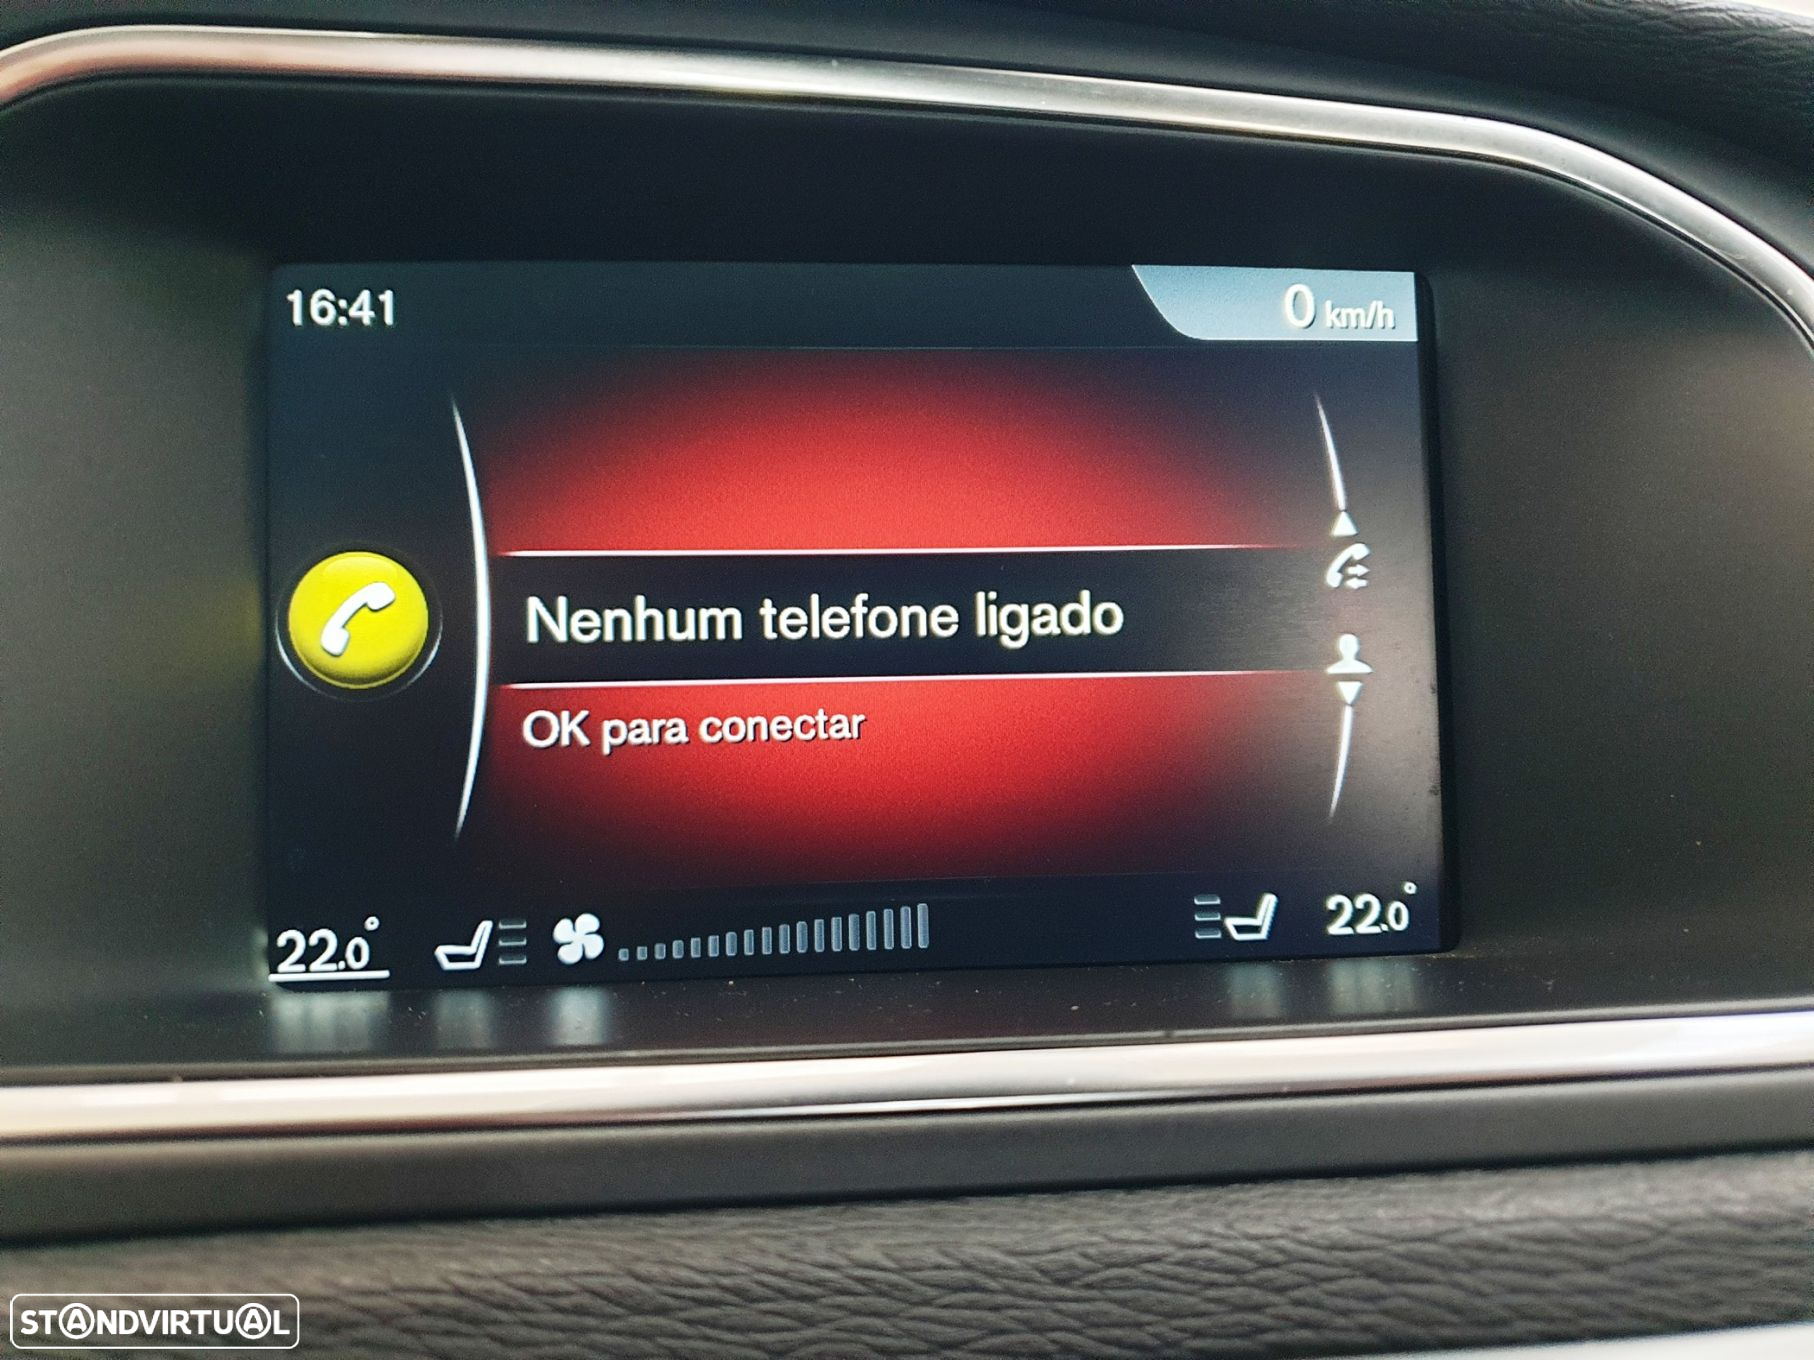 16:41
0 km/h
Nenhum telefone ligado
OK para conectar
22.0°
22.0°
STANDVIRTUAL